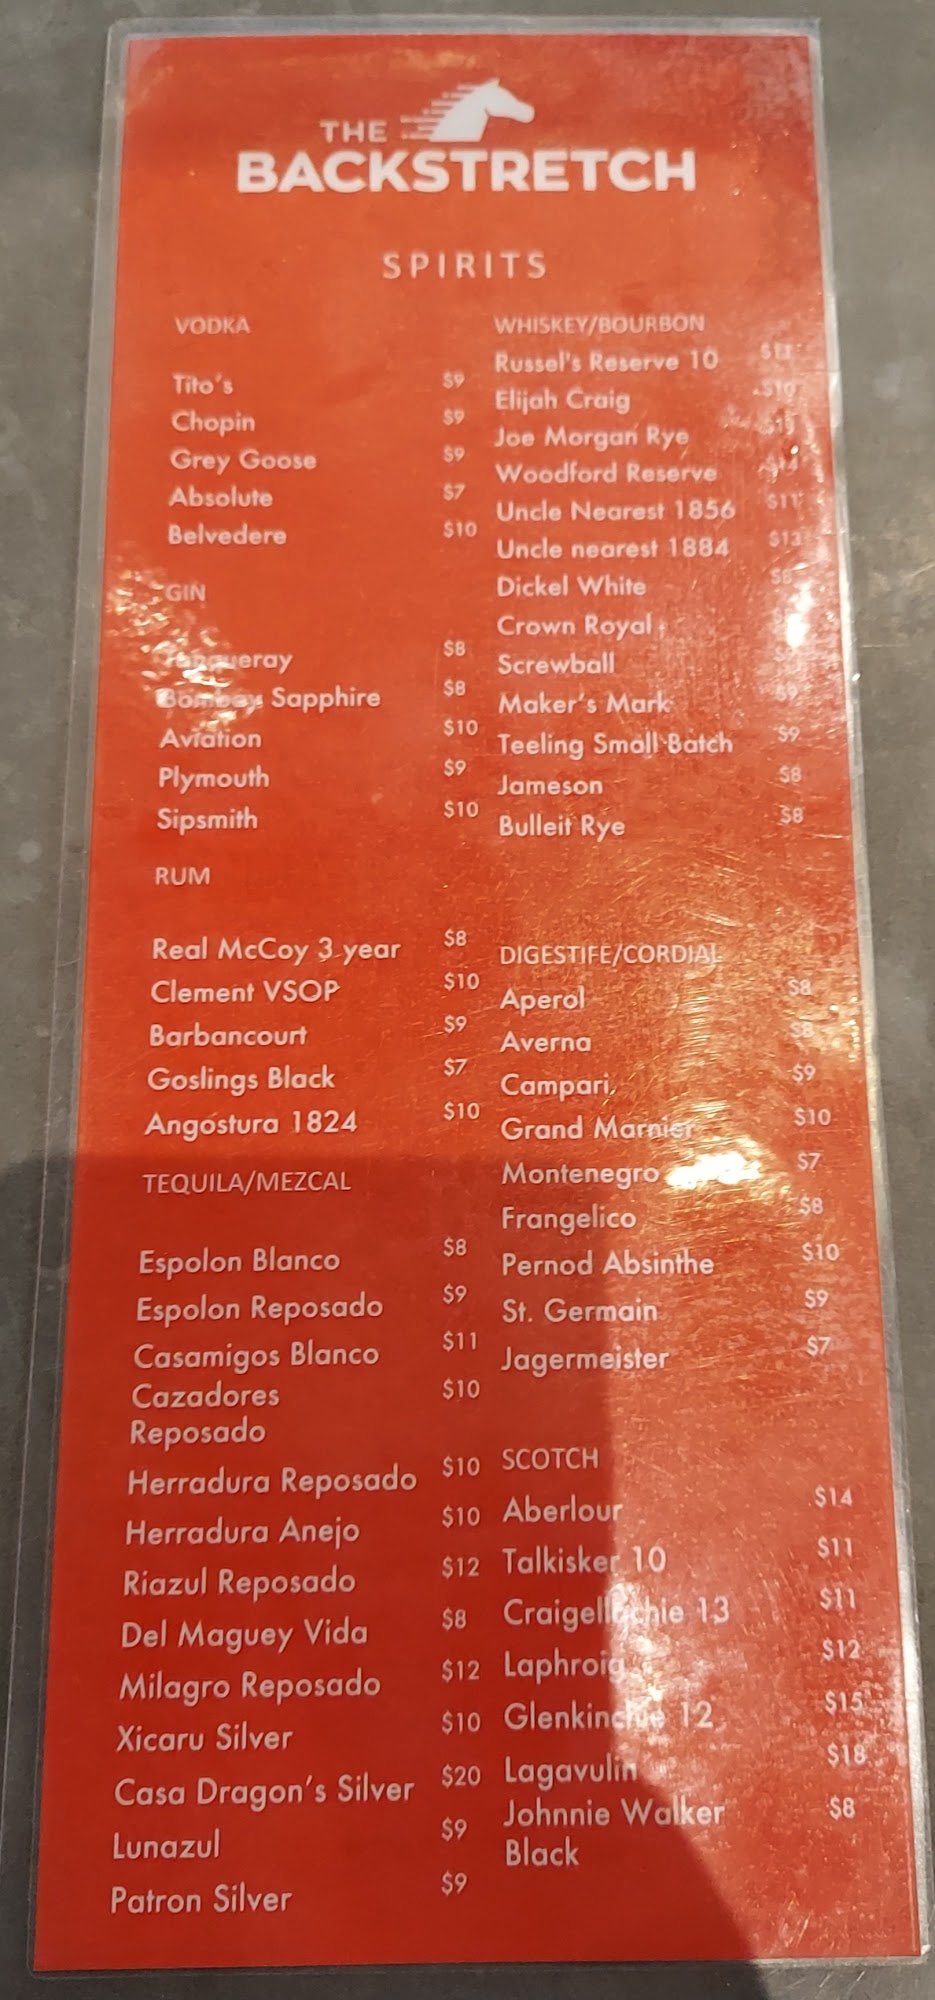 THE
BACKSTRETCH
SPIRITS
VODKA
Tito's $9
Chopin $9
Grey Goose $9
Absolute $7
Belvedere $10
GIN
$8
Bombay Sapphire $8
Aviation $10
Plymouth $9
Sipsmith $10
RUM
Real McCoy 3 year $8
Clement VSOP $10
Barbancourt $9
Goslings Black $7
Angostura 1824 $10
TEQUILA/MEZCAL
Espolon Blanco $8
Espolon Reposado $9
Casamigos Blanco $11
Cazadores $10
Reposado
Herradura Reposado $10
Herradura Anejo $10
Riazul Reposado $12
Del Maguey Vida $8
Milagro Reposado $12
Xicaru Silver $10
Casa Dragon's Silver $20
Lunazul $9
Patron Silver $9
WHISKEY/BOURBON
Russel's Reserve 10
Elijah Craig
Joe Morgan Rye
Woodford Reserve
Uncle Nearest 1856 $11
Uncle nearest 1884
Dickel White
Crown Royal
Screwball
Maker's Mark $9
Teeling Small Batch $9
Jameson $8
Bulleit Rye $8
DIGESTIFE/CORDIAL
Aperol $8
Averna $8
Campari $9
Grand Marnier $10
Montenegro $7
Frangelico $8
Pernod Absinthe $10
St. Germain $9
Jagermeister $7
SCOTCH
Aberlour $14
Talkisker 10 $11
Craigellachie 13 $11
Laphroig $12
Glenkinchie 12 $15
Lagavulin $18
Johnnie Walker $8
Black